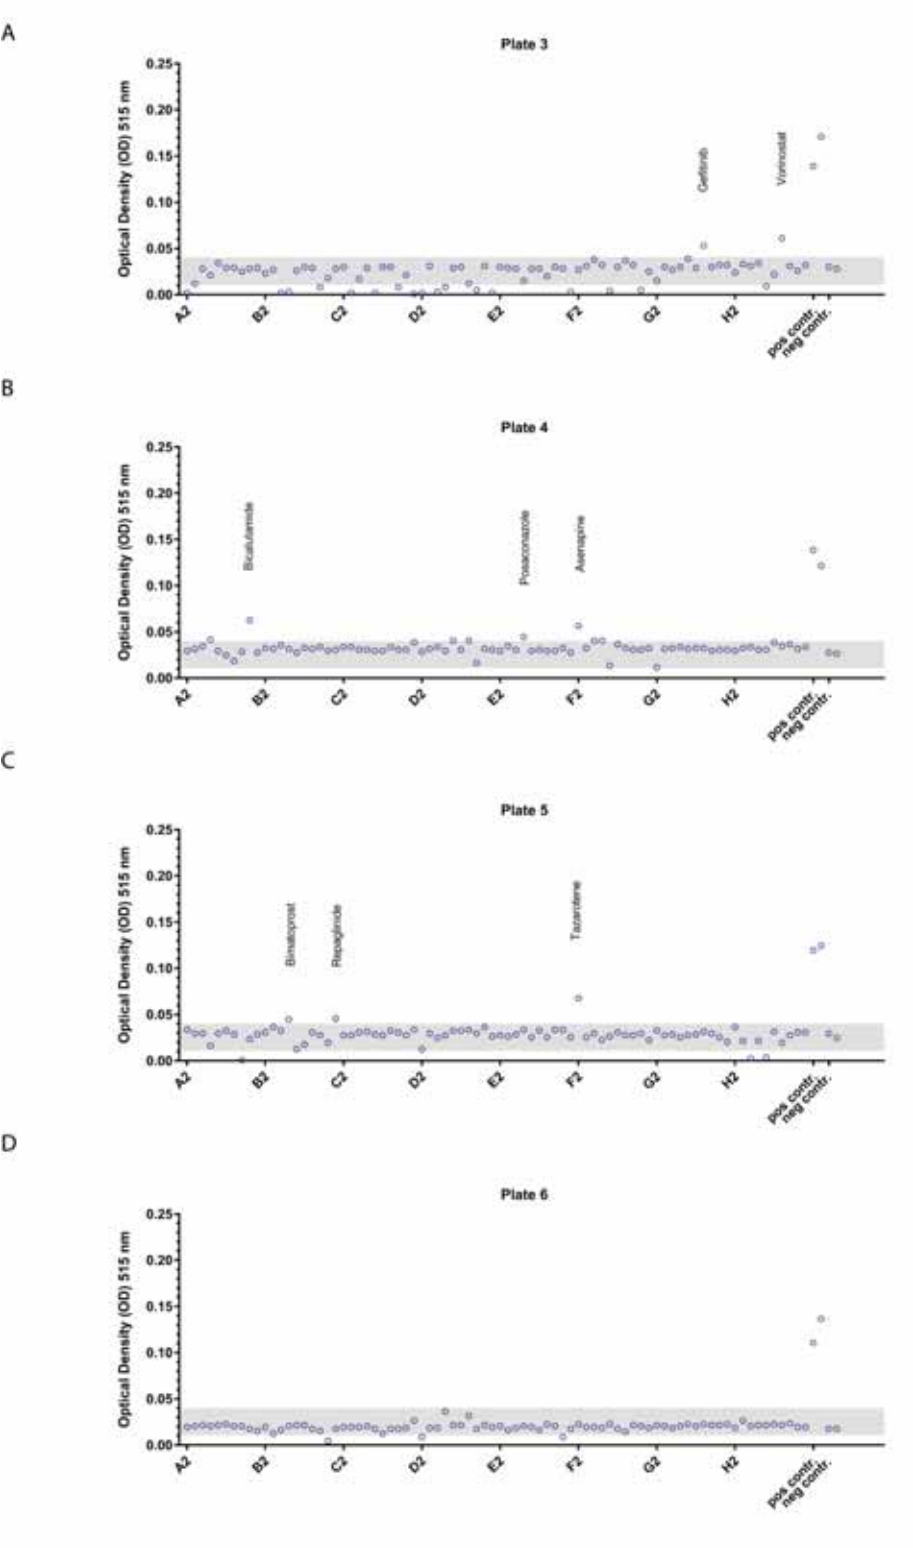 A
Plate 3
Optical Density (OD) 515 nm
0.25
0.20
0.15
0.10
0.05
0.00
Gefitinib
Vorinostat
A2 B2 C2 D2 E2 F2 G2 H2 pos contr. neg contr.
B
Plate 4
Optical Density (OD) 515 nm
0.25
0.20
0.15
0.10
0.05
0.00
Bicalutamide
Posaconazole
Asenapine
A2 B2 C2 D2 E2 F2 G2 H2 pos contr. neg contr.
C
Plate 5
Optical Density (OD) 515 nm
0.25
0.20
0.15
0.10
0.05
0.00
Bimatoprost
Repaglinide
Tazarotene
A2 B2 C2 D2 E2 F2 G2 H2 pos contr. neg contr.
D
Plate 6
Optical Density (OD) 515 nm
0.25
0.20
0.15
0.10
0.05
0.00
A2 B2 C2 D2 E2 F2 G2 H2 pos contr. neg contr.